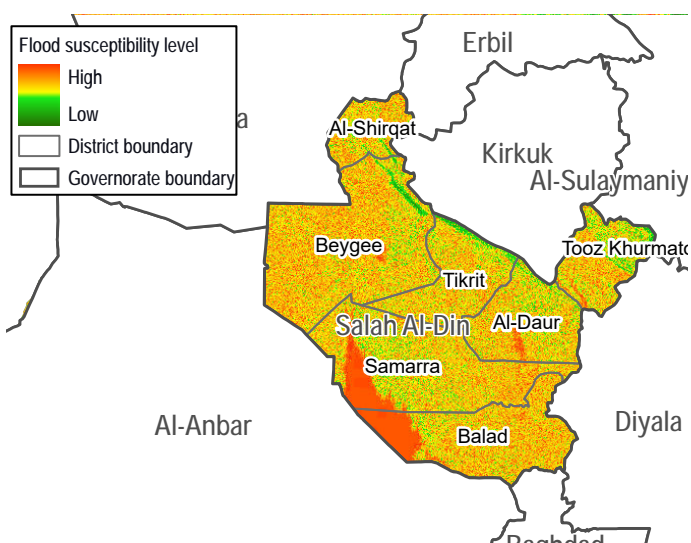 Flood susceptibility level
High
Low
District boundary
Governorate boundary
a
Erbil
Al-Shirqat
Kirkuk
Al-Sulaymaniy
Beygee
Tooz Khurmato
Tikrit
Salah Al-Din
Al-Daur
Samarra
Al-Anbar
Balad
Diyala
Baghdad